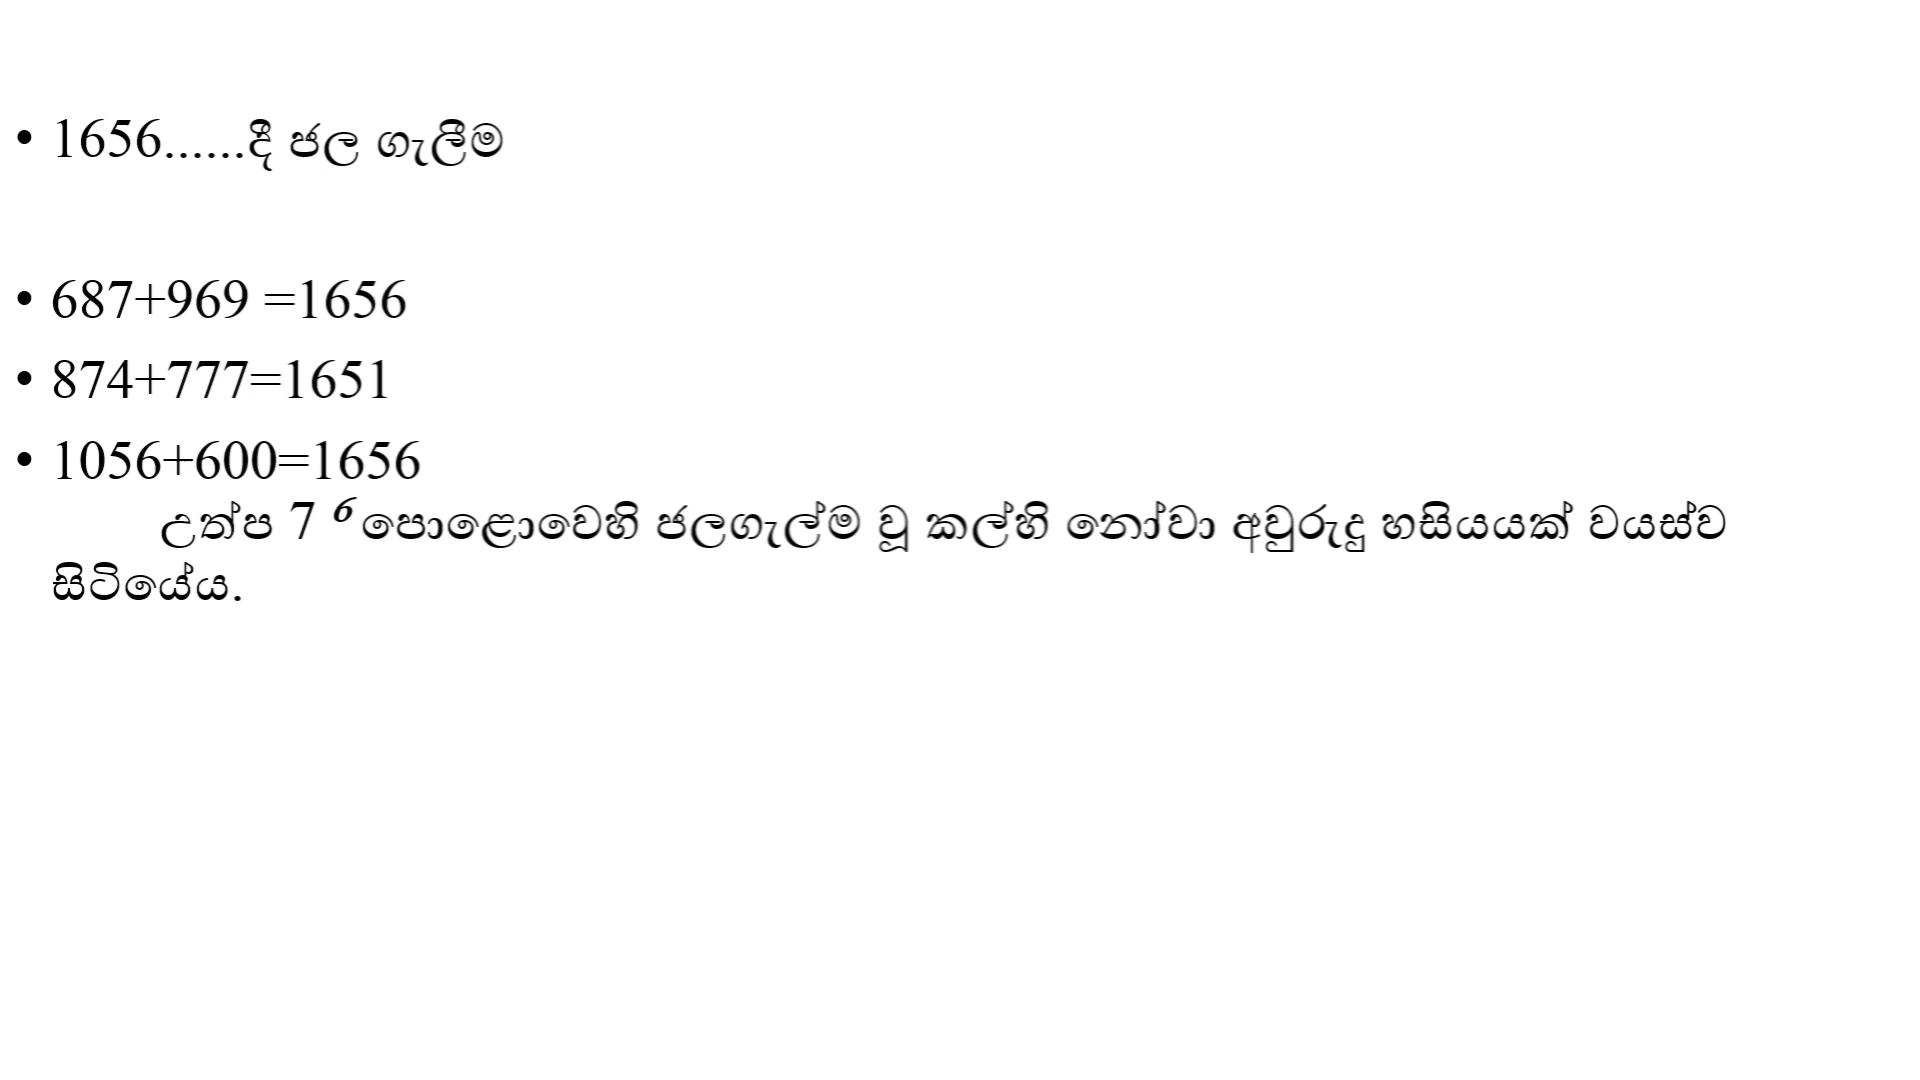 • 1656......දී ජල ගැලීම
• 687+969 =1656
• 874+777=1651
• 1056+600=1656
උත්ප 7 ⁶ පොළොවෙහි ජලගැල්ම වූ කල්හි නෝවා අවුරුදු හසියයක් වයස්ව
සිටියේය.